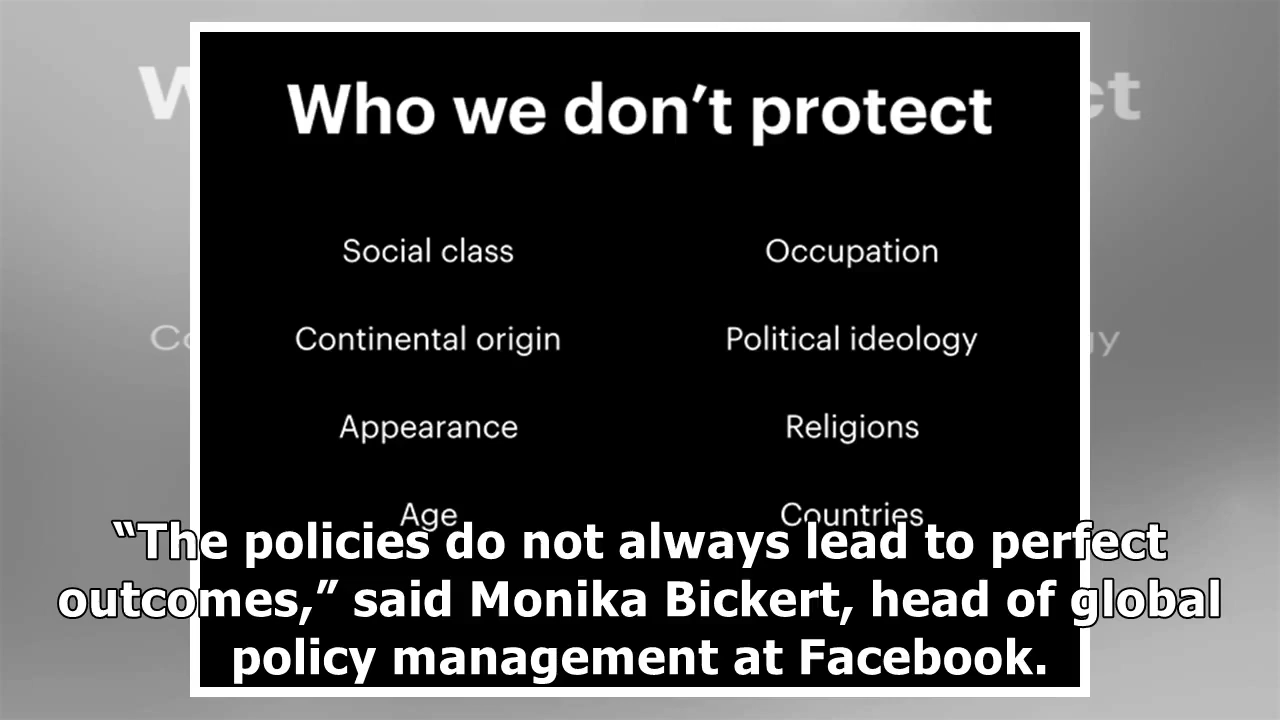 Who we don't protect
Social class Occupation
Continental origin Political ideology
Appearance Religions
Age Countries
“The policies do not always lead to perfect
outcomes,” said Monika Bickert, head of global
policy management at Facebook.